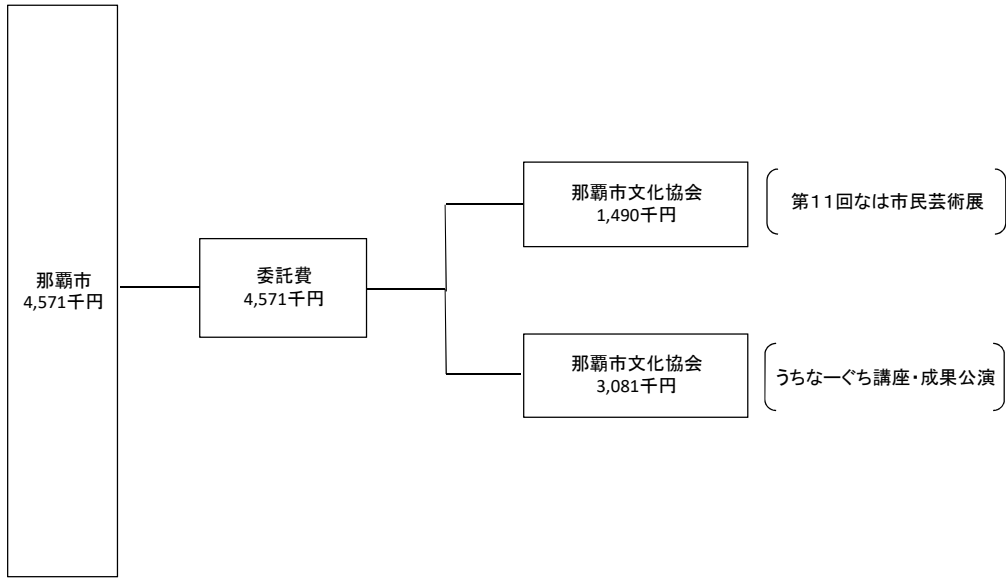 那覇市
4,571千円
委託費
4,571千円
那覇市文化協会
1,490千円
第11回なは市民芸術展
那覇市文化協会
3,081千円
うちなーぐち講座・成果公演